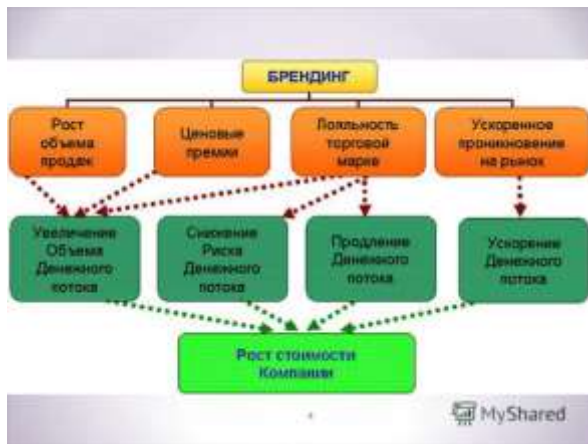 БРЕНДИНГ
Рост
объема
продаж
Ценовые
премии
Лояльность
торговой
марке
Ускоренное
проникновение
на рынок
Увеличение
Объема
Денежного
потока
Снижение
Риска
Денежного
потока
Продление
Денежного
потока
Ускорение
Денежного
потока
Рост стоимости
Компании
MyShared